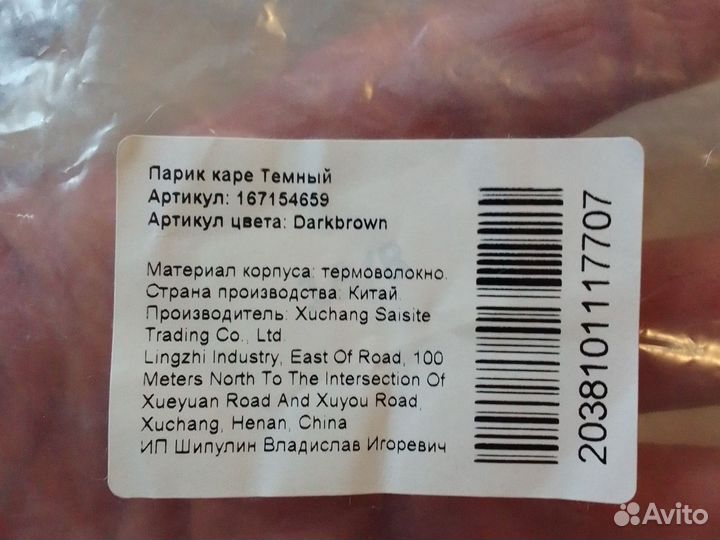 Парик каре Темный
Артикул: 167154659
Артикул цвета: Darkbrown
Материал корпуса: термоволокно.
Страна производства: Китай.
Производитель: Xuchang Saisite
Trading Co., Ltd.
Lingzhi Industry, East Of Road, 100
Meters North To The Intersection Of
Xueyuan Road And Xuyou Road,
Xuchang, Henan, China
ИП Шипулин Владислав Игоревич
2038101117707
Avito